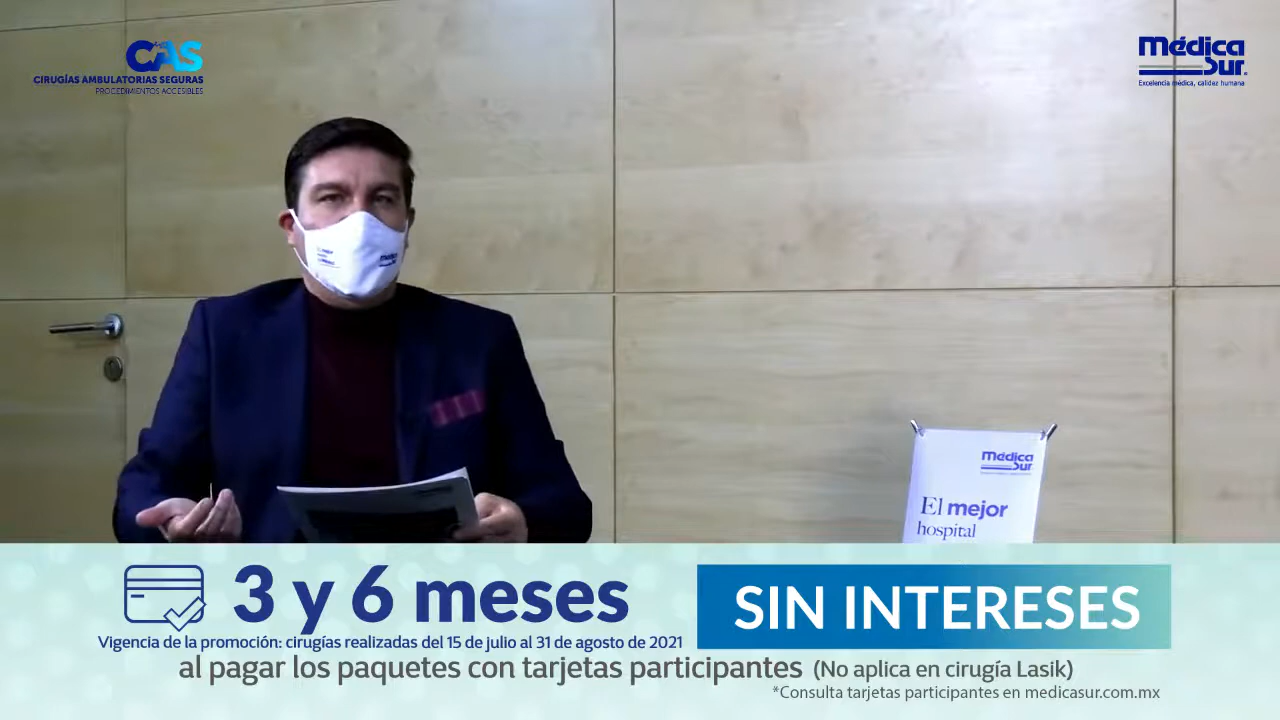 CAS
CIRUGÍAS AMBULATORIAS SEGURAS
PROCEDIMIENTOS ACCESIBLES
Médica
Sur
Excelencia médica, calidez humana
Médica
Sur
Médica
Sur
El mejor
hospital
3 y 6 meses
SIN INTERESES
Vigencia de la promoción: cirugías realizadas del 15 de julio al 31 de agosto de 2021
al pagar los paquetes con tarjetas participantes (No aplica en cirugía Lasik)
*Consulta tarjetas participantes en medicasur.com.mx